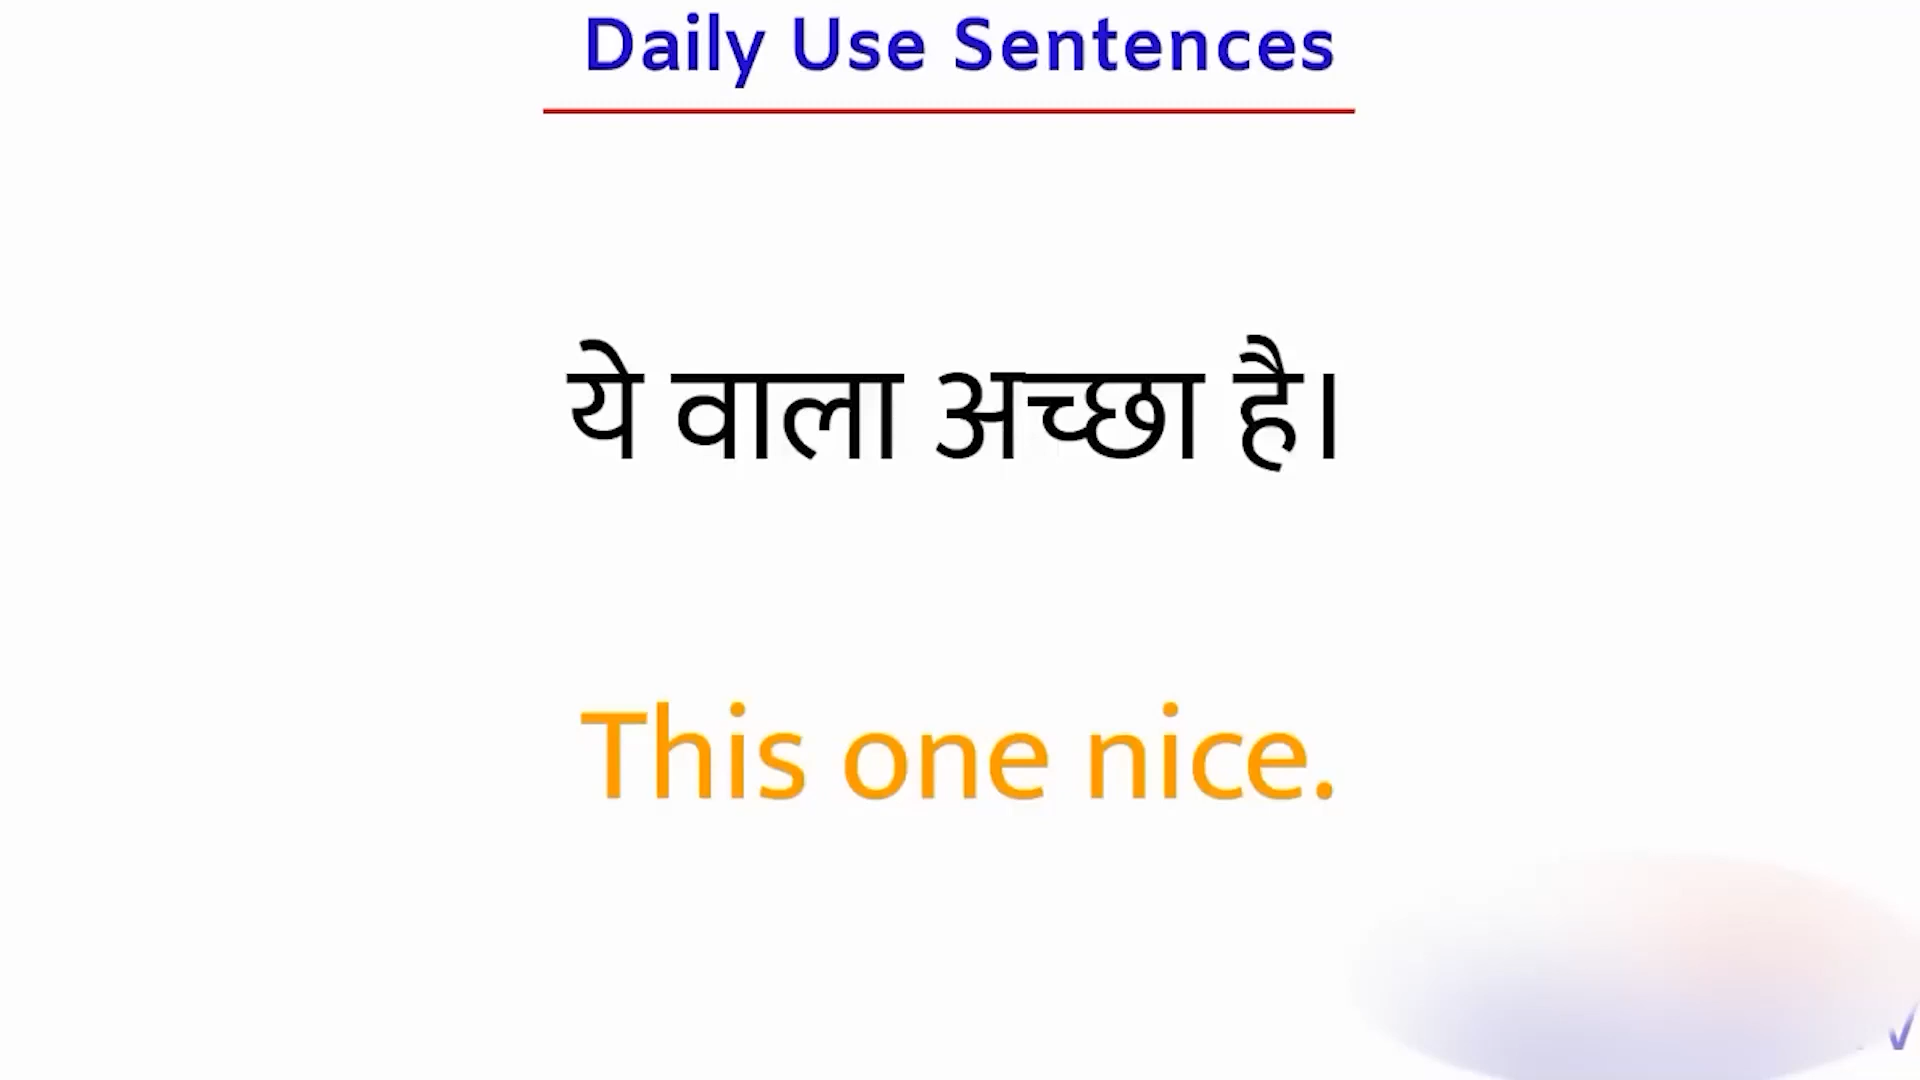 Daily Use Sentences
ये वाला अच्छा है।
This one nice.